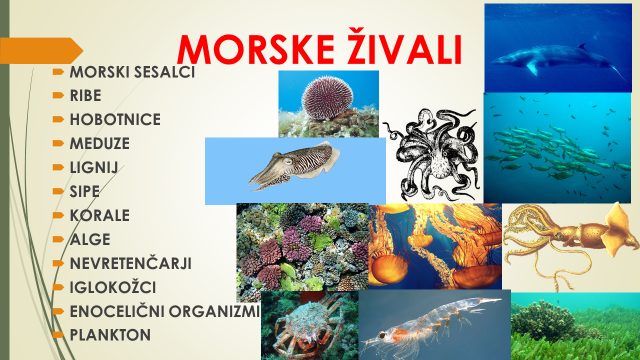 MORSKE ŽIVALI
MORSKI SESALCI
RIBE
HOBOTNICE
MEDUZE
LIGNIJ
SIPE
KORALE
ALGE
NEVRETENČARJI
IGLOKOŽCI
ENOCELIČNI ORGANIZMI
PLANKTON